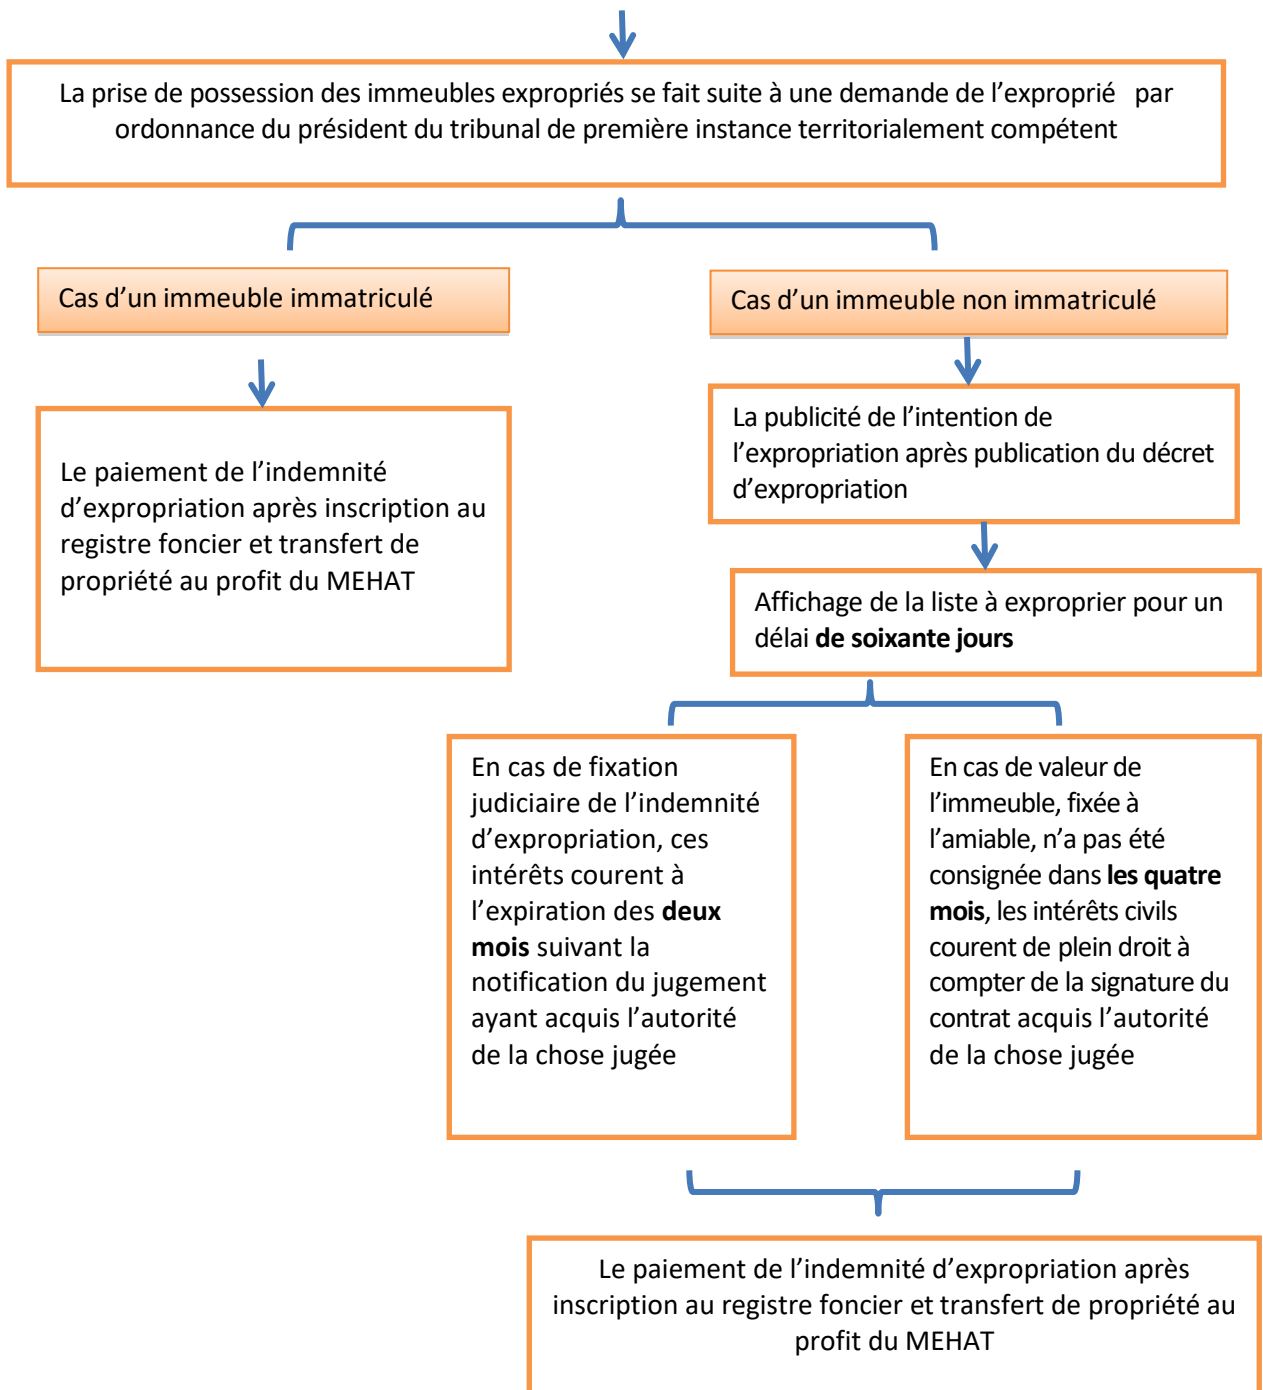 La prise de possession des immeubles expropriés se fait suite à une demande de l’exproprié par
ordonnance du président du tribunal de première instance territorialement compétent
Cas d’un immeuble immatriculé
Le paiement de l’indemnité
d’expropriation après inscription au
registre foncier et transfert de
propriété au profit du MEHAT
Cas d’un immeuble non immatriculé
La publicité de l’intention de
l’expropriation après publication du décret
d’expropriation
Affichage de la liste à exproprier pour un
délai de soixante jours
En cas de fixation
judiciaire de l’indemnité
d’expropriation, ces
intérêts courent à
l’expiration des deux
mois suivant la
notification du jugement
ayant acquis l’autorité
de la chose jugée
En cas de valeur de
l’immeuble, fixée à
l’amiable, n’a pas été
consignée dans les quatre
mois, les intérêts civils
courent de plein droit à
compter de la signature du
contrat acquis l’autorité
de la chose jugée
Le paiement de l’indemnité d’expropriation après
inscription au registre foncier et transfert de propriété au
profit du MEHAT